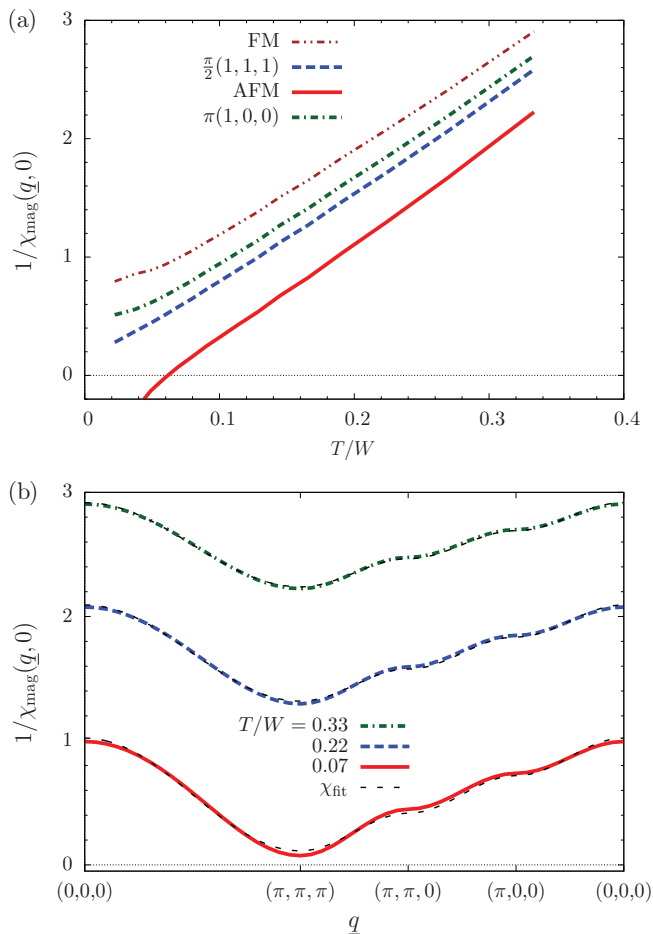 (a)
3
FM
π/2(1, 1, 1)
AFM
π(1, 0, 0)
2
1
0
1/χmag(q, 0)
0 0.1 0.2 0.3 0.4
T/W
(b)
3
2
1
0
1/χmag(q, 0)
T/W = 0.33
0.22
0.07
χfit
(0,0,0) (π, π, π) (π, π, 0) (π,0,0) (0,0,0)
q